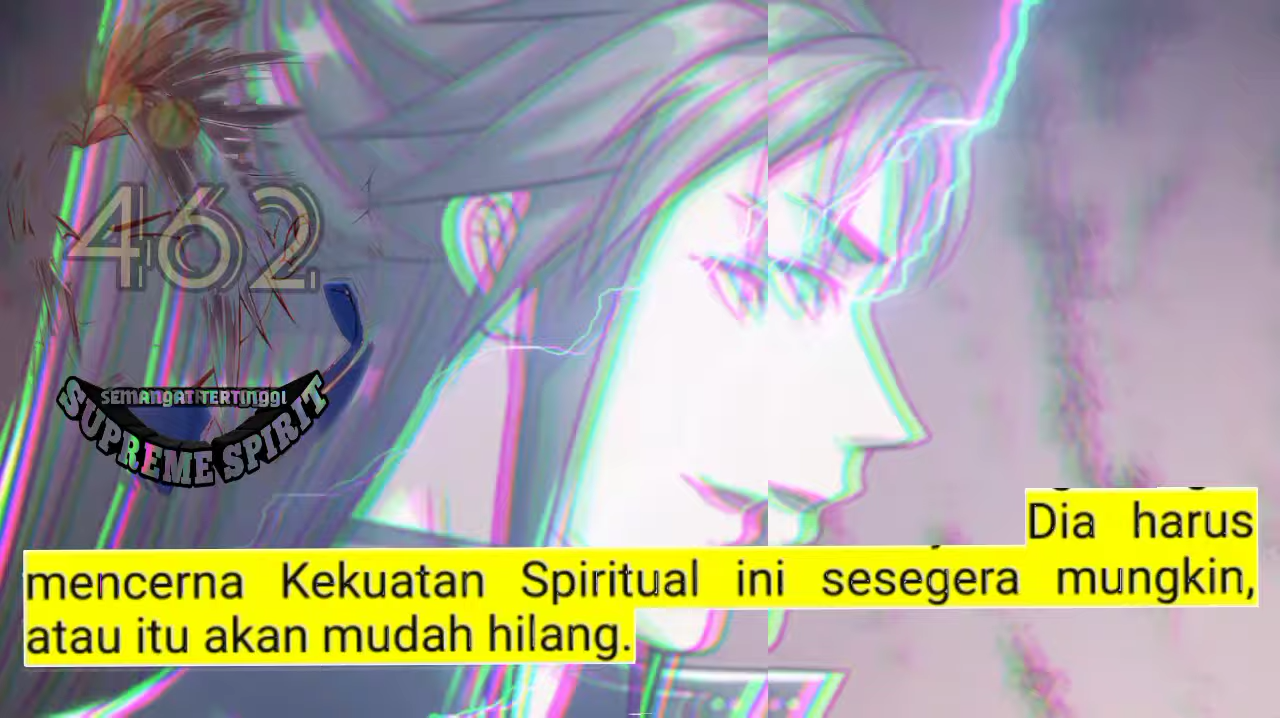 462
SEMANGAT TERTINGGI
SUPREME SPIRIT
Dia harus
mencerna Kekuatan Spiritual ini sesegera mungkin,
atau itu akan mudah hilang.